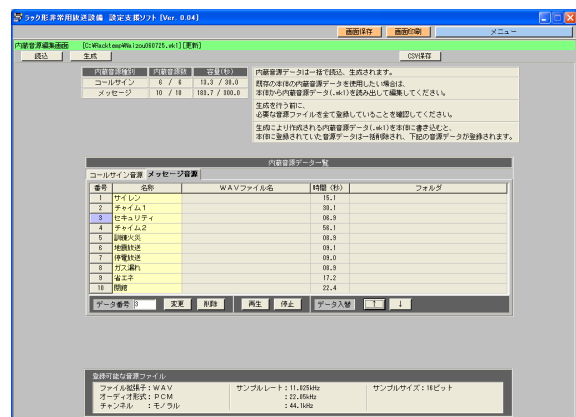 ラック形非常用放送設備 設定支援ソフト [Ver. 0.04]
画面保存 画面印刷 メニュー
内蔵音源編集画面 [C:¥Racktemp¥Naizou060725.wk1][更新]
読込 生成 CSV保存
内蔵音源種別 内蔵音源数 容量(秒)
コールサイン 6 / 6 13.3 / 30.0
メッセージ 10 / 10 183.7 / 300.0
内蔵音源データは一括で読込、生成されます。
既存の本体の内蔵音源データを使用したい場合は、
本体から内蔵音源データ(.wk1)を読み出して編集してください。
生成を行う前に、
必要な音源ファイルを全て登録していることを確認してください。
生成により作成される内蔵音源データ(.wk1)を本体に書き込むと、
本体に登録されていた音源データは一括削除され、下記の音源データが登録されます。
内蔵音源データ一覧
コールサイン音源 メッセージ音源
番号 名称 WAVファイル名 時間 (秒) フォルダ
1 サイレン 15.1
2 チャイム1 30.1
3 セキュリティ 06.9
4 チャイム2 56.1
5 訓練火災 08.9
6 地震放送 09.1
7 停電放送 09.0
8 ガス漏れ 08.9
9 省エネ 17.2
10 閉館 22.4
データ番号 3 変更 削除 再生 停止 データ入替 ↑ ↓
登録可能な音源ファイル
ファイル拡張子：WAV サンプルレート：11.025kHz サンプルサイズ：16ビット
オーディオ形式：PCM ：22.05kHz
チャンネル ：モノラル ：44.1kHz